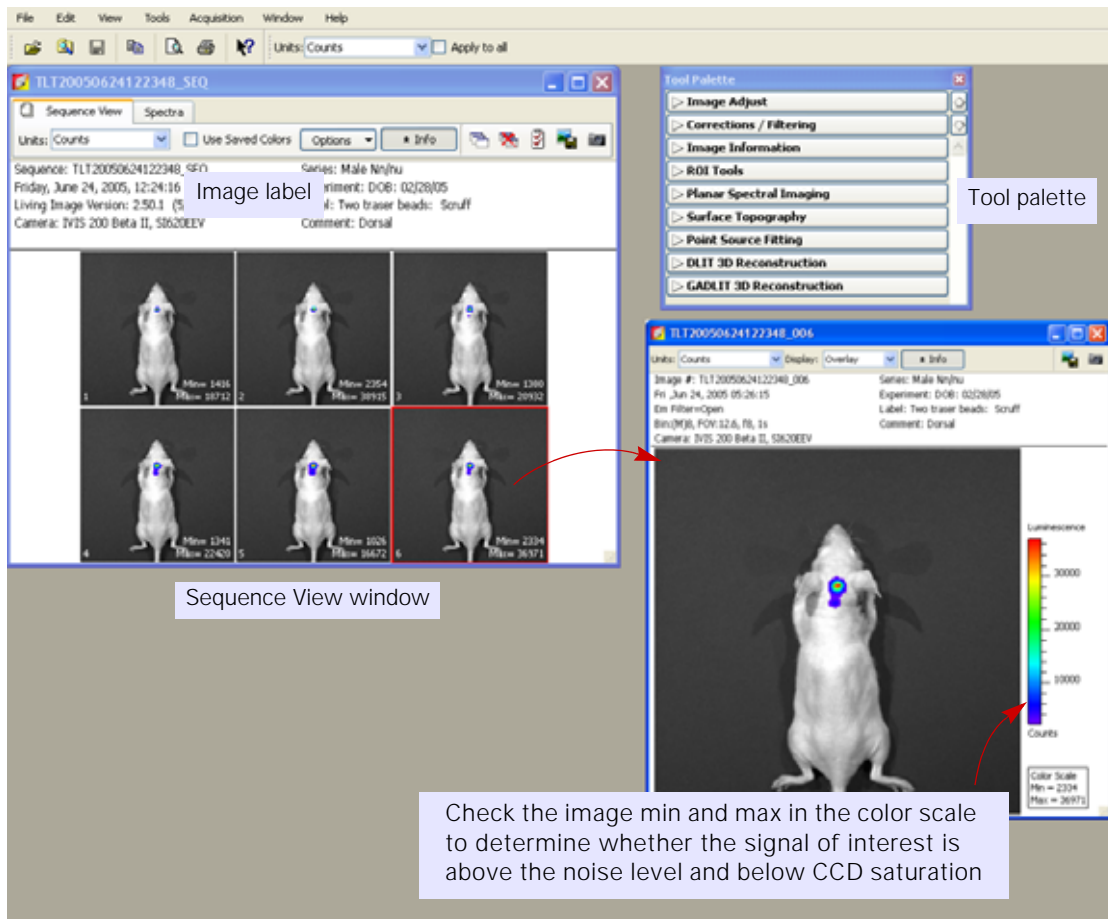 File Edit View Tools Acquisition Window Help
Units: Counts Apply to all
TLT20050624122348_SEQ
Sequence View Spectra
Units: Counts Use Saved Colors Options Info
Sequence: TLT20050624122348_SEQ Series: Male Nn/nu
Friday, June 24, 2005, 12:24:16 Experiment: DOB: 02/28/05
Living Image Version: 2.50.1 Label: Two traser beads: Scruff
Camera: IVIS 200 Beta II, SI620EEV Comment: Dorsal
Image label
Min= 1416
1 Max= 18712
Min= 2354
2 Max= 38915
Min= 1380
3 Max= 20932
Min= 1341
4 Max= 22420
Min= 1026
5 Max= 16672
Min= 2334
6 Max= 36971
Sequence View window
Tool Palette
Image Adjust
Corrections / Filtering
Image Information
ROI Tools
Planar Spectral Imaging
Surface Topography
Point Source Fitting
DLIT 3D Reconstruction
GADLIT 3D Reconstruction
Tool palette
TLT20050624122348_006
Units: Counts Display: Overlay Info
Image #: TLT20050624122348_006 Series: Male Nn/nu
Fri ,Jun 24, 2005 05:26:15 Experiment: DOB: 02/28/05
Em Filter=Open Label: Two traser beads: Scruff
Bin:(M)8, FOV:12.6, f8, 1s Comment: Dorsal
Camera: IVIS 200 Beta II, SI620EEV
Luminescence
30000
20000
10000
Counts
Color Scale
Min = 2334
Max = 36971
Check the image min and max in the color scale
to determine whether the signal of interest is
above the noise level and below CCD saturation